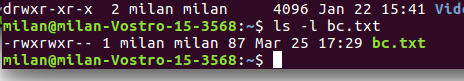 drwxr-xr-x 2 milan milan 4096 Jan 22 15:41 Vide
milan@milan-Vostro-15-3568:~$ ls -l bc.txt
-rwxrwxr-- 1 milan milan 87 Mar 25 17:29 bc.txt
milan@milan-Vostro-15-3568:~$